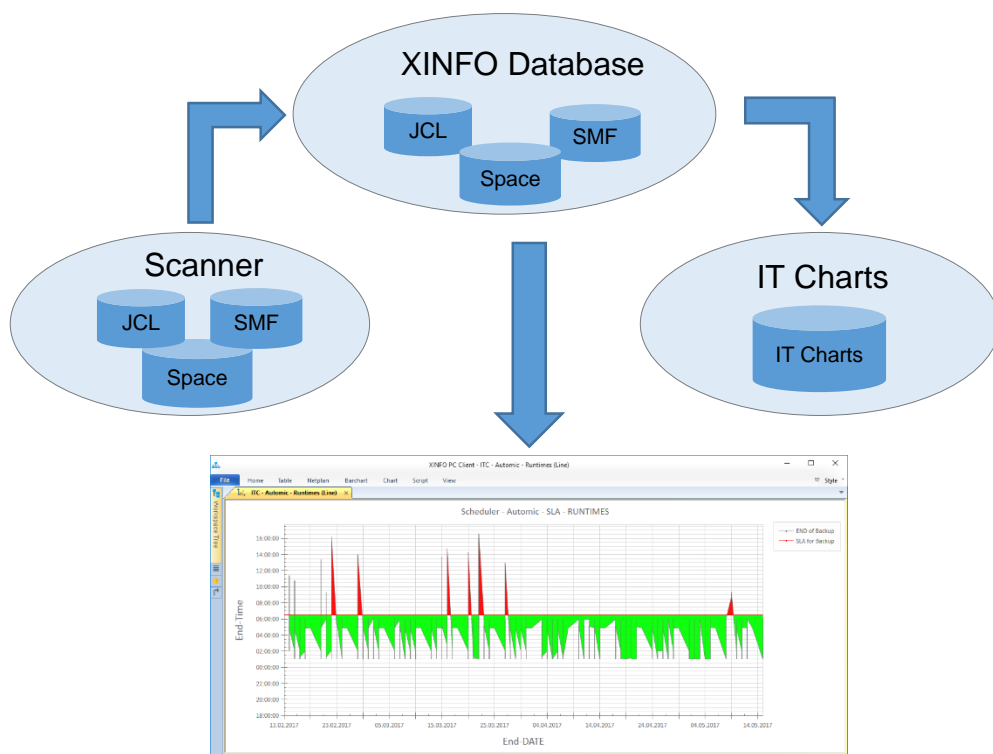 XINFO Database
JCL
SMF
Space
Scanner
JCL
SMF
Space
IT Charts
IT Charts
XINFO PC Client - ITC - Automic - Runtimes (Line)
File Home Table Netplan Barchart Chart Script View Style
ITC - Automic - Runtimes (Line)
Workspace Tree
Scheduler - Automic - SLA - RUNTIMES
END of Backup
SLA for Backup
End-Time
16:00:00
14:00:00
12:00:00
10:00:00
08:00:00
06:00:00
04:00:00
02:00:00
00:00:00
22:00:00
20:00:00
18:00:00
13.02.2017 23.02.2017 05.03.2017 15.03.2017 25.03.2017 04.04.2017 14.04.2017 24.04.2017 04.05.2017 14.05.2017
End-DATE